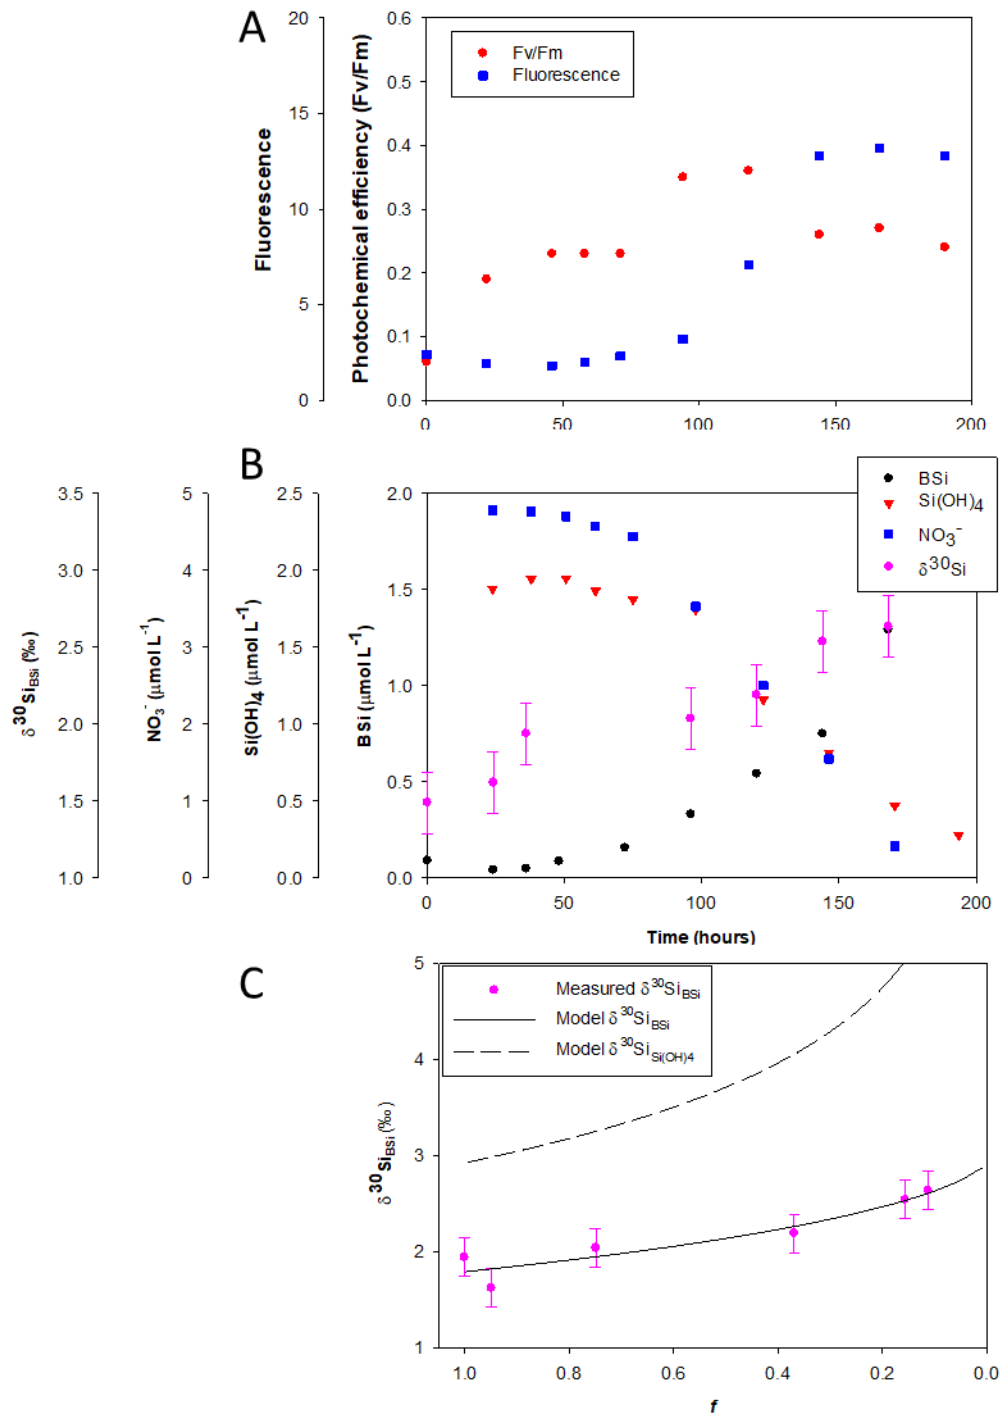 A
20
15
10
5
0
Fluorescence
0.6
0.5
0.4
0.3
0.2
0.1
0.0
Photochemical efficiency (Fv/Fm)
Fv/Fm
Fluorescence
0
50
100
150
200
B
3.5
3.0
2.5
2.0
1.5
1.0
δ³⁰Si_BSi (‰)
5
4
3
2
1
0
NO₃⁻ (μmol L⁻¹)
2.5
2.0
1.5
1.0
0.5
0.0
Si(OH)₄ (μmol L⁻¹)
2.0
1.5
1.0
0.5
0.0
BSi (μmol L⁻¹)
BSi
Si(OH)₄
NO₃⁻
δ³⁰Si
0
50
100
150
200
Time (hours)
C
5
4
3
2
1
δ³⁰Si_BSi (‰)
Measured δ³⁰Si_BSi
Model δ³⁰Si_BSi
Model δ³⁰Si_Si(OH)4
1.0
0.8
0.6
0.4
0.2
0.0
f